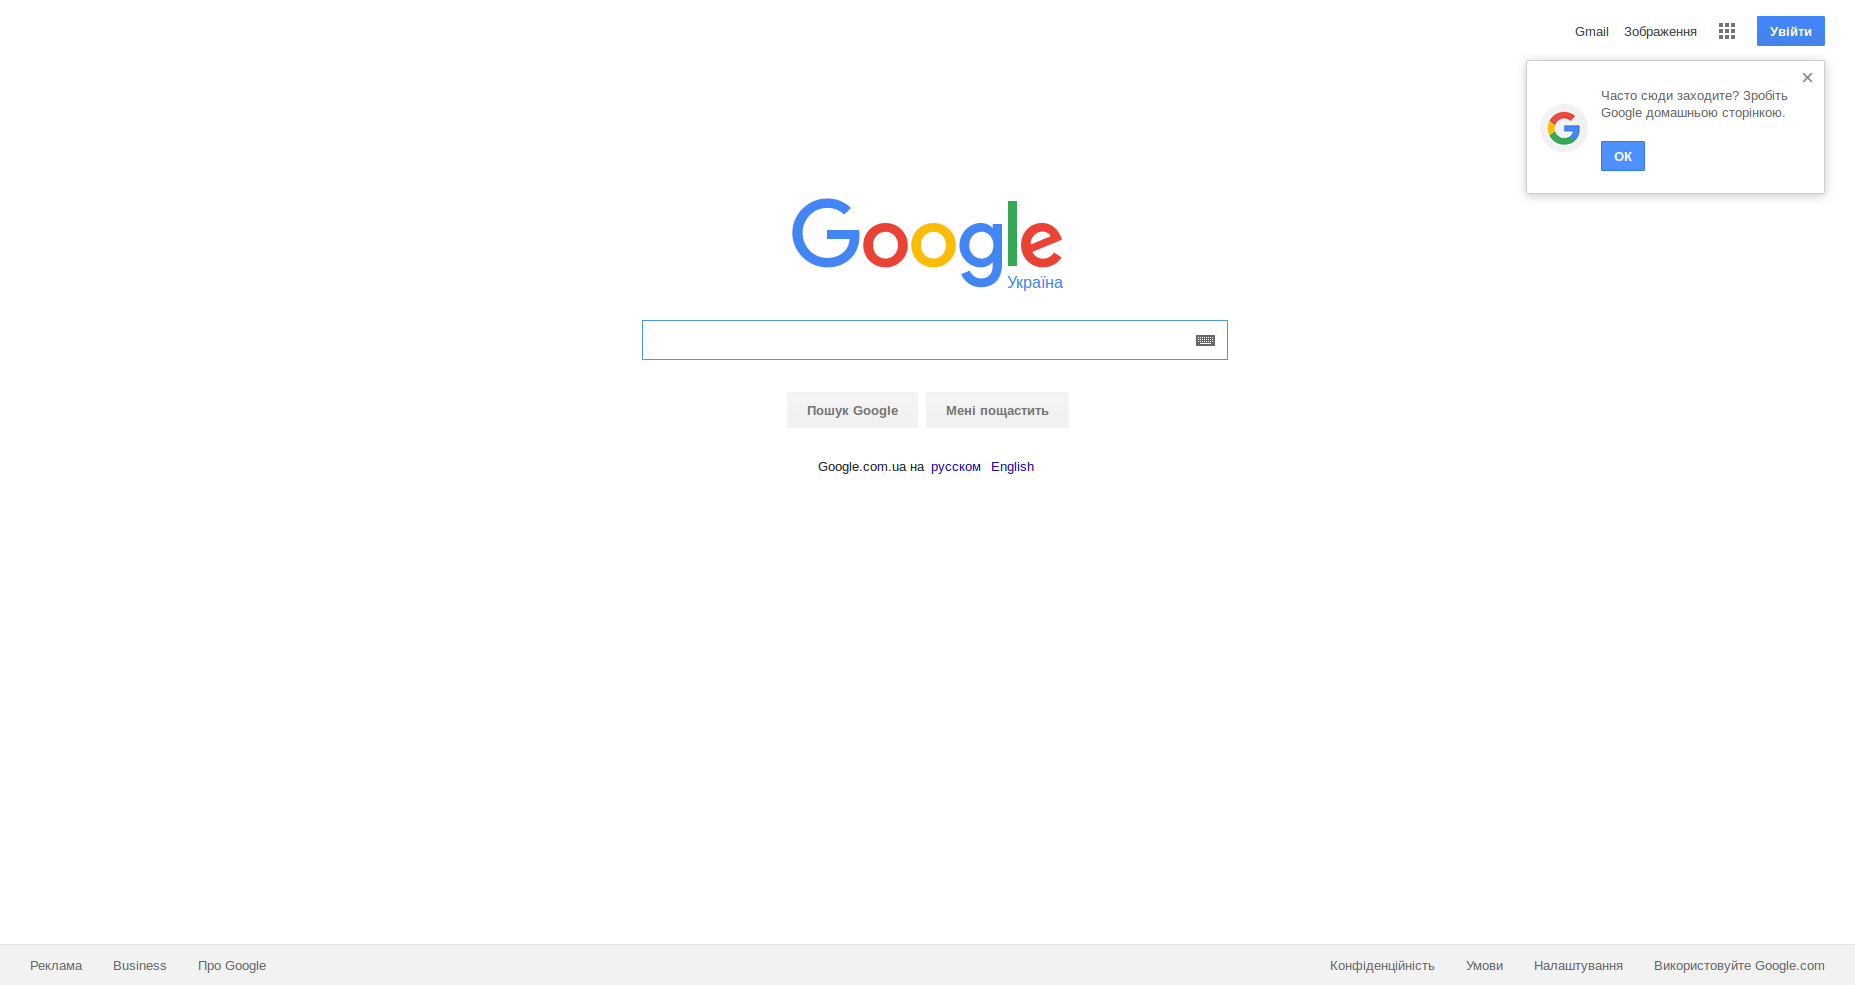 Gmail Зображення Увійти
Часто сюди заходите? Зробіть
Google домашньою сторінкою.
ОК
Google
Україна
Пошук Google Мені пощастить
Google.com.ua на русском English
Реклама Business Про Google Конфіденційність Умови Налаштування Використовуйте Google.com